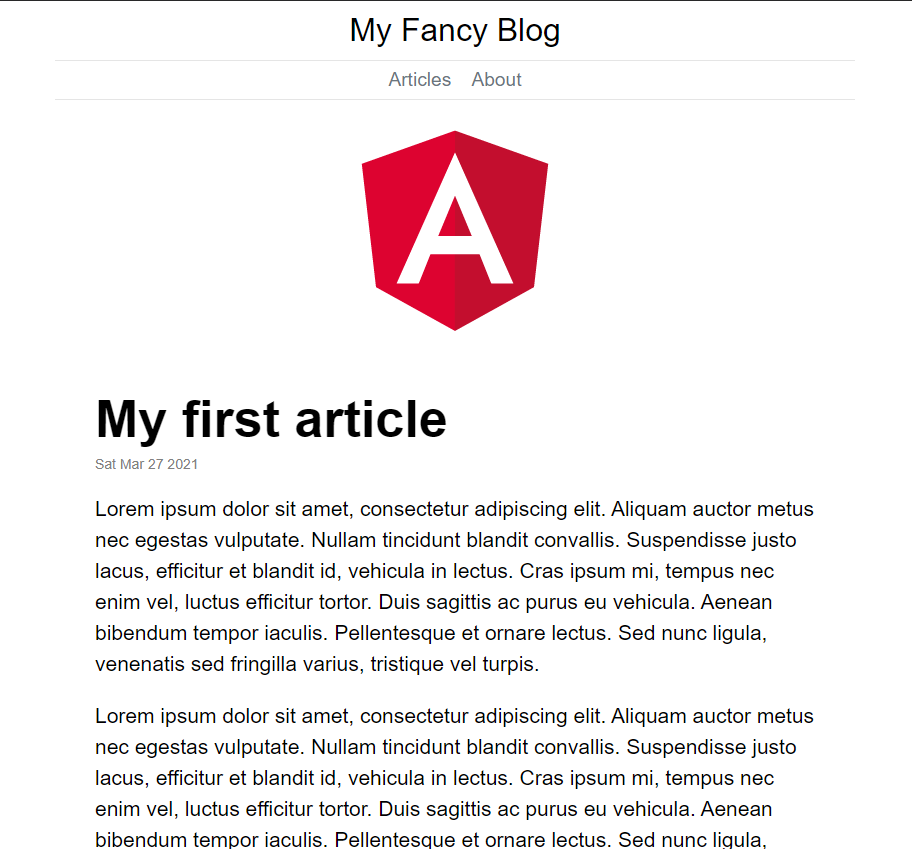 My Fancy Blog
Articles About
A
My first article
Sat Mar 27 2021
Lorem ipsum dolor sit amet, consectetur adipiscing elit. Aliquam auctor metus
nec egestas vulputate. Nullam tincidunt blandit convallis. Suspendisse justo
lacus, efficitur et blandit id, vehicula in lectus. Cras ipsum mi, tempus nec
enim vel, luctus efficitur tortor. Duis sagittis ac purus eu vehicula. Aenean
bibendum tempor iaculis. Pellentesque et ornare lectus. Sed nunc ligula,
venenatis sed fringilla varius, tristique vel turpis.
Lorem ipsum dolor sit amet, consectetur adipiscing elit. Aliquam auctor metus
nec egestas vulputate. Nullam tincidunt blandit convallis. Suspendisse justo
lacus, efficitur et blandit id, vehicula in lectus. Cras ipsum mi, tempus nec
enim vel, luctus efficitur tortor. Duis sagittis ac purus eu vehicula. Aenean
bibendum tempor iaculis. Pellentesque et ornare lectus. Sed nunc ligula,